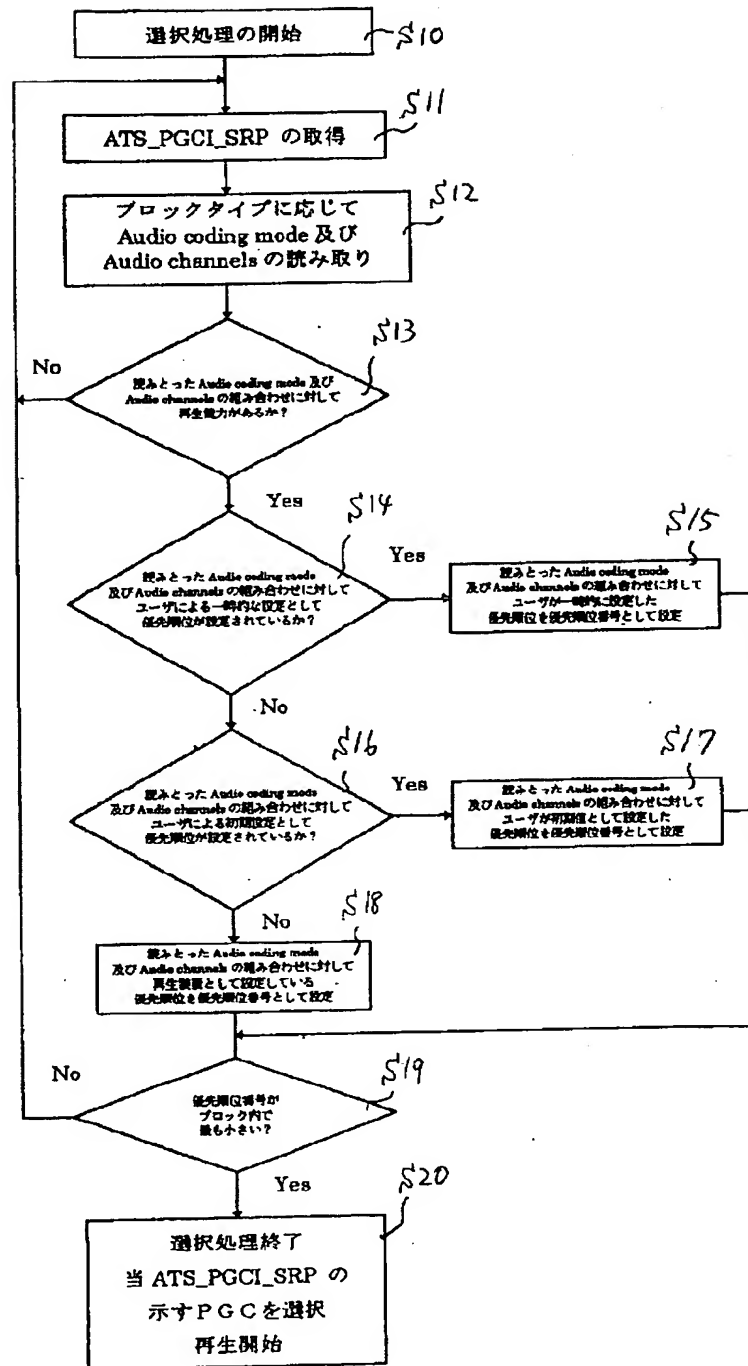 選択処理の開始
S10
S11
ATS_PGCI_SRP の取得
S12
ブロックタイプに応じて
Audio coding mode 及び
Audio channels の読み取り
S13
No
読みとった Audio coding mode 及び
Audio channels の組み合わせに対して
再生能力があるか?
Yes
S14
読みとった Audio coding mode
及び Audio channels の組み合わせに対して
ユーザによる一時的な設定として
優先順位が設定されているか?
Yes
S15
読みとった Audio coding mode
及び Audio channels の組み合わせに対して
ユーザが一時的に設定した
優先順位を優先順位番号として設定
No
S16
読みとった Audio coding mode
及び Audio channels の組み合わせに対して
ユーザによる初期設定として
優先順位が設定されているか?
Yes
S17
読みとった Audio coding mode
及び Audio channels の組み合わせに対して
ユーザが初期値として設定した
優先順位を優先順位番号として設定
No
S18
読みとった Audio coding mode
及び Audio channels の組み合わせに対して
再生装置として設定している
優先順位を優先順位番号として設定
No
S19
優先順位番号が
ブロック内で
最も小さい?
Yes
S20
選択処理終了
当 ATS_PGCI_SRP の
示すPGCを選択
再生開始